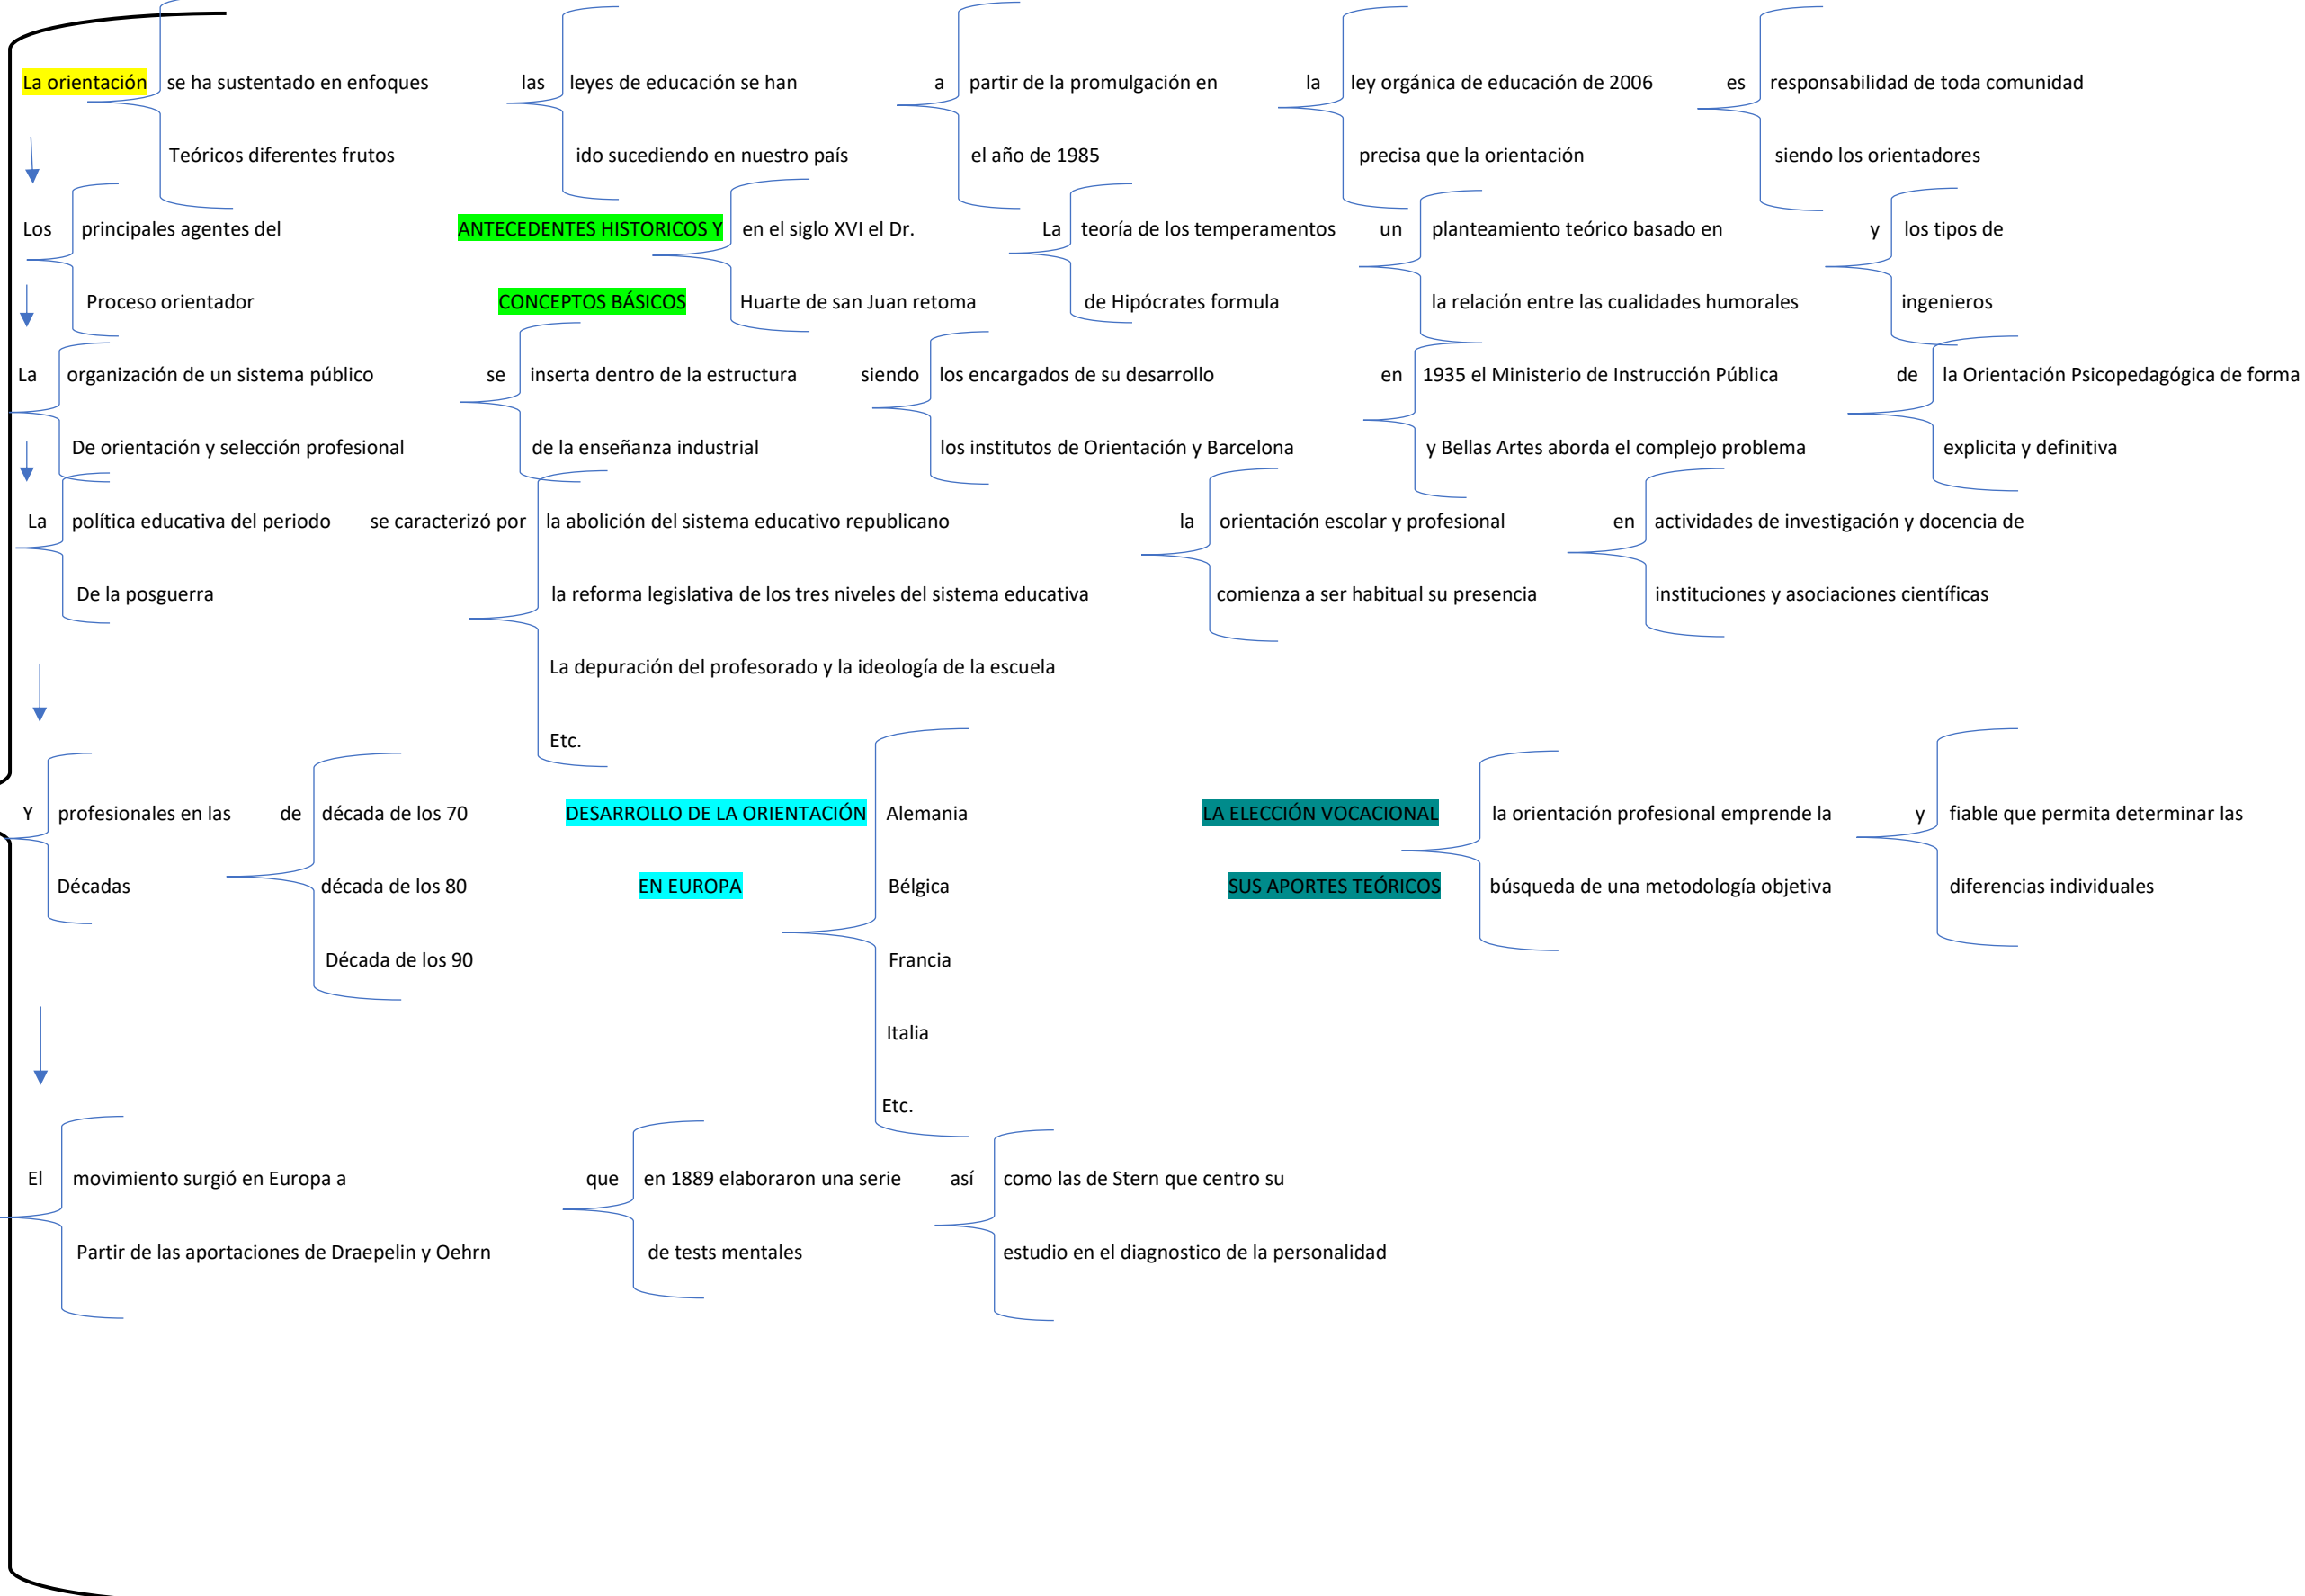 La orientación se ha sustentado en enfoques las leyes de educación se han a partir de la promulgación en la ley orgánica de educación de 2006 es responsabilidad de toda comunidad
Teóricos diferentes frutos ido sucediendo en nuestro país el año de 1985 precisa que la orientación siendo los orientadores
Los principales agentes del ANTECEDENTES HISTORICOS Y en el siglo XVI el Dr. La teoría de los temperamentos un planteamiento teórico basado en y los tipos de
Proceso orientador CONCEPTOS BÁSICOS Huarte de san Juan retoma de Hipócrates formula la relación entre las cualidades humorales ingenieros
La organización de un sistema público se inserta dentro de la estructura siendo los encargados de su desarrollo en 1935 el Ministerio de Instrucción Pública de la Orientación Psicopedagógica de forma
De orientación y selección profesional de la enseñanza industrial los institutos de Orientación y Barcelona y Bellas Artes aborda el complejo problema explicita y definitiva
La política educativa del periodo se caracterizó por la abolición del sistema educativo republicano la orientación escolar y profesional en actividades de investigación y docencia de
De la posguerra la reforma legislativa de los tres niveles del sistema educativa comienza a ser habitual su presencia instituciones y asociaciones científicas
La depuración del profesorado y la ideología de la escuela
Etc.
Y profesionales en las de década de los 70 DESARROLLO DE LA ORIENTACIÓN Alemania LA ELECCIÓN VOCACIONAL la orientación profesional emprende la y fiable que permita determinar las
Décadas década de los 80 EN EUROPA Bélgica SUS APORTES TEÓRICOS búsqueda de una metodología objetiva diferencias individuales
Década de los 90 Francia
Italia
Etc.
El movimiento surgió en Europa a que en 1889 elaboraron una serie así como las de Stern que centro su
Partir de las aportaciones de Draepelin y Oehrn de tests mentales estudio en el diagnostico de la personalidad